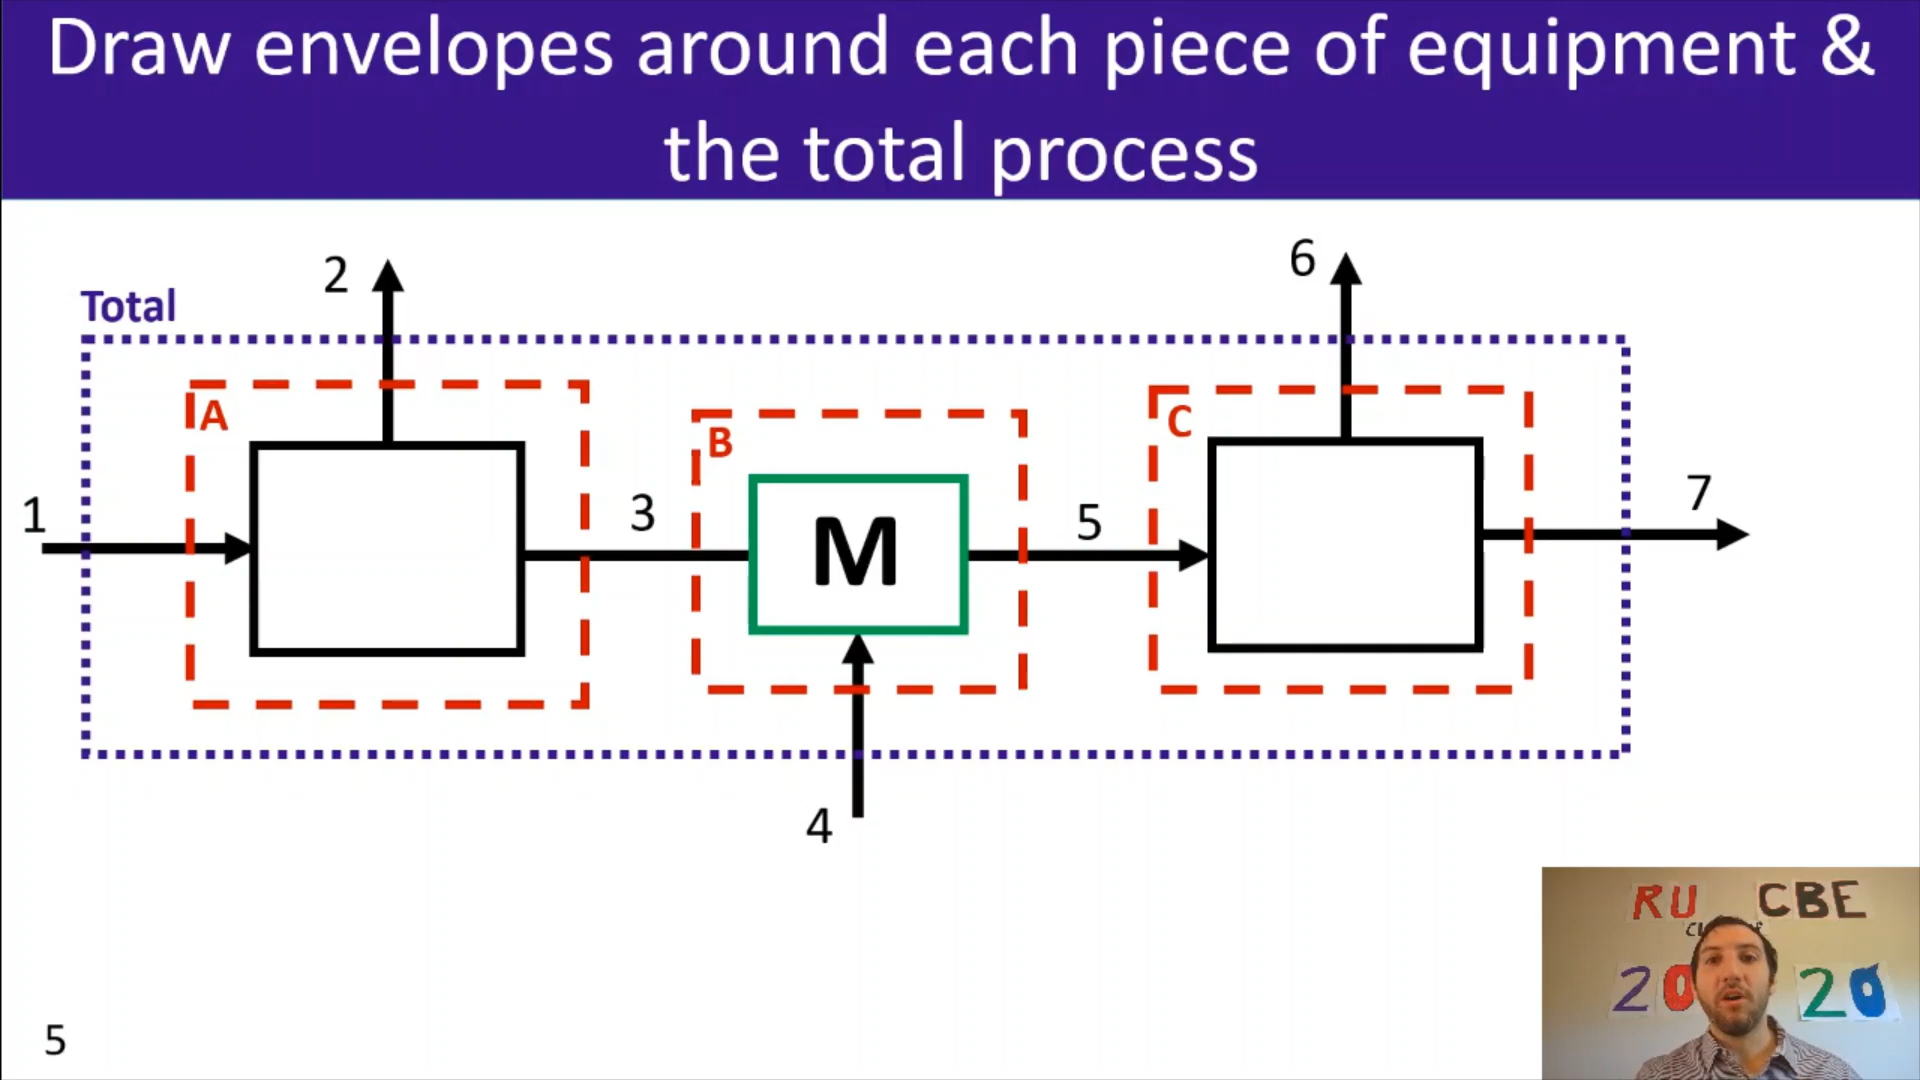 Draw envelopes around each piece of equipment &
the total process
2
6
Total
A
B
C
1
3
M
5
7
4
RU CBE
20 20
5